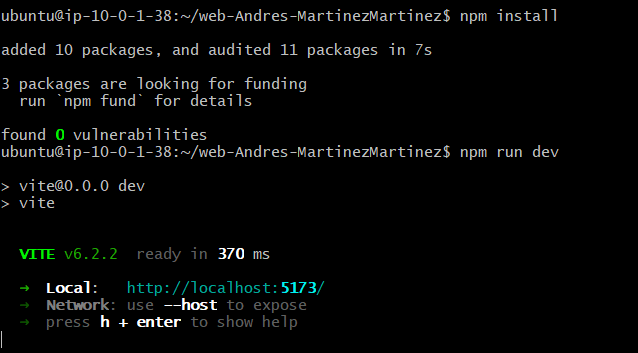 ubuntu@ip-10-0-1-38:~/web-Andres-MartinezMartinez$ npm install
added 10 packages, and audited 11 packages in 7s
3 packages are looking for funding
run `npm fund` for details
found 0 vulnerabilities
ubuntu@ip-10-0-1-38:~/web-Andres-MartinezMartinez$ npm run dev
> vite@0.0.0 dev
> vite
VITE v6.2.2 ready in 370 ms
➜ Local: http://localhost:5173/
➜ Network: use --host to expose
➜ press h + enter to show help